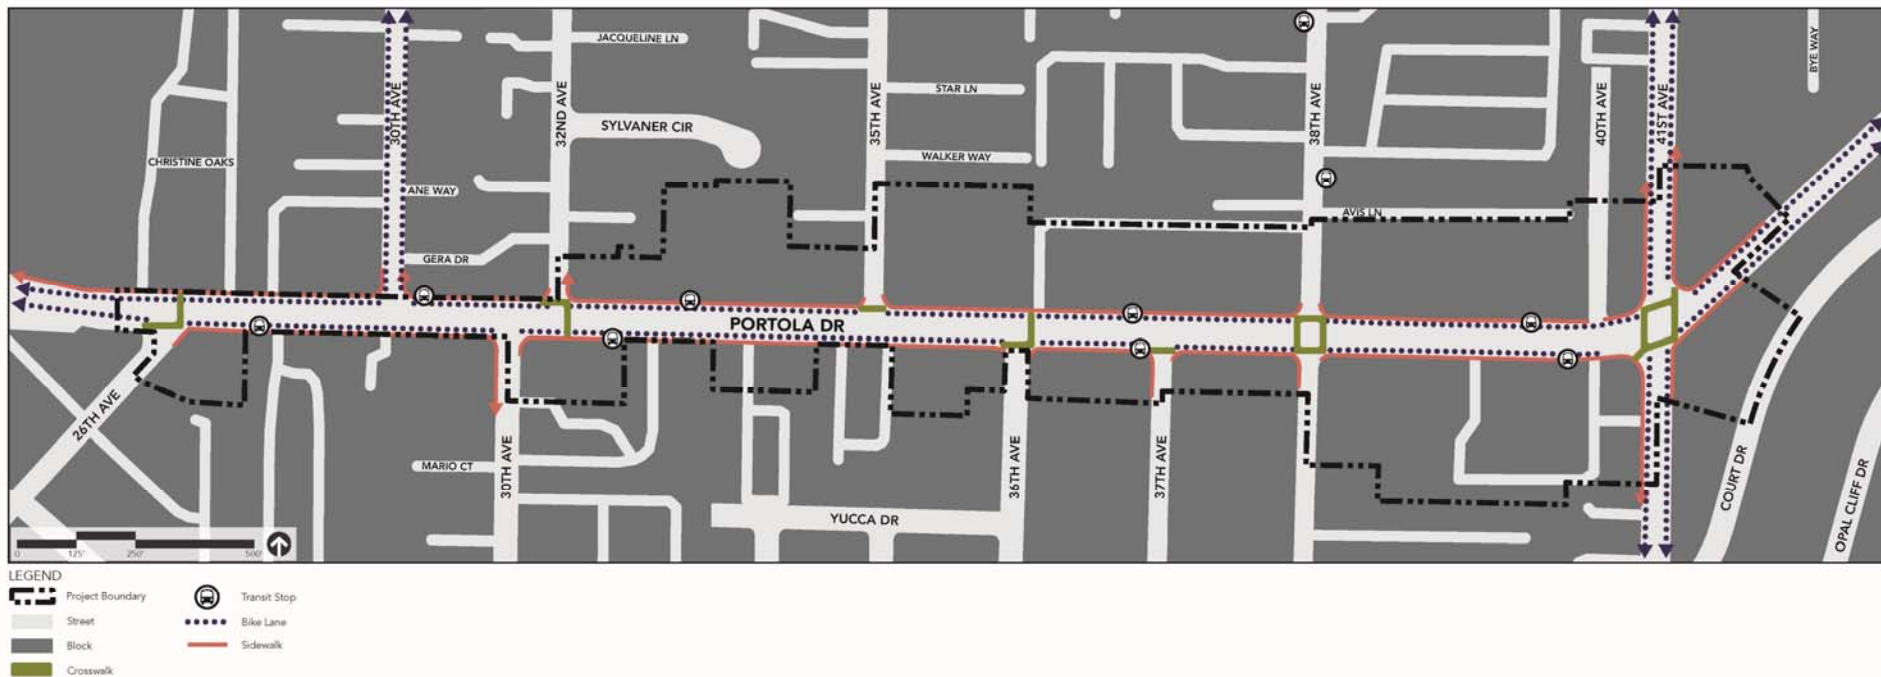 JACQUELINE LN
30TH AVE
32ND AVE
SYLVANER CIR
35TH AVE
STAR LN
WALKER WAY
38TH AVE
40TH AVE
41ST AVE
BYE WAY
CHRISTINE OAKS
ANE WAY
AVIS LN
GERA DR
PORTOLA DR
26TH AVE
MARIO CT
30TH AVE
YUCCA DR
36TH AVE
37TH AVE
COURT DR
OPAL CLIFF DR
0 125' 250' 500'
LEGEND
Project Boundary
Street
Block
Crosswalk
Transit Stop
Bike Lane
Sidewalk